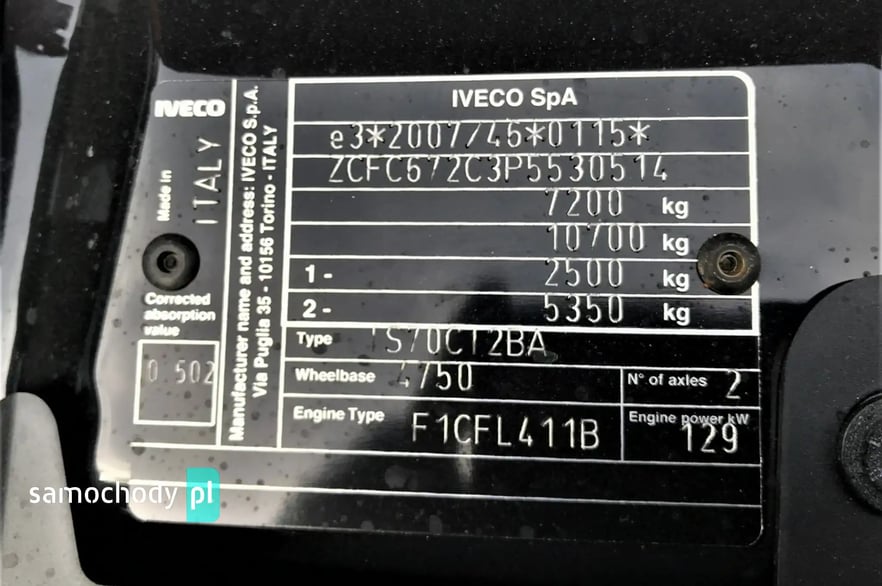 IVECO
Made in
ITALY
Corrected
absorption
value
0 502
Manufacturer name and address: IVECO S.p.A.
Via Puglia 35 - 10156 Torino - ITALY
IVECO SpA
e3*2007/46*0115*
ZCFC672C3P5530514
7200 kg
10700 kg
1- 2500 kg
2- 5350 kg
Type IS70C12BA
Wheelbase 4750
N° of axles 2
Engine Type F1CFL411B
Engine power kW
129
samochody pl